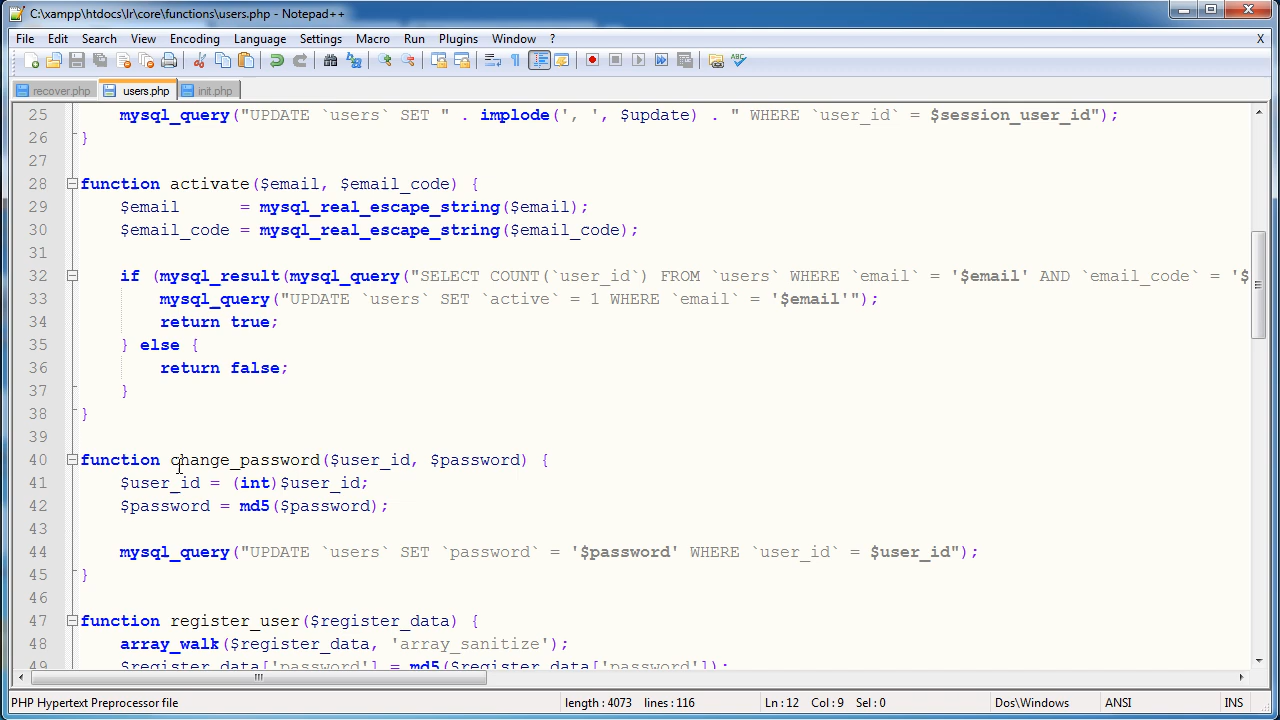 C:\xampp\htdocs\lr\core\functions\users.php - Notepad++
File Edit Search View Encoding Language Settings Macro Run Plugins Window ? X
recover.php users.php init.php
25 mysql_query("UPDATE `users` SET " . implode(', ', $update) . " WHERE `user_id` = $session_user_id");
26 }
27
28 function activate($email, $email_code) {
29 $email = mysql_real_escape_string($email);
30 $email_code = mysql_real_escape_string($email_code);
31
32 if (mysql_result(mysql_query("SELECT COUNT(`user_id`) FROM `users` WHERE `email` = '$email' AND `email_code` = '$
33 mysql_query("UPDATE `users` SET `active` = 1 WHERE `email` = '$email'");
34 return true;
35 } else {
36 return false;
37 }
38 }
39
40 function change_password($user_id, $password) {
41 $user_id = (int)$user_id;
42 $password = md5($password);
43
44 mysql_query("UPDATE `users` SET `password` = '$password' WHERE `user_id` = $user_id");
45 }
46
47 function register_user($register_data) {
48 array_walk($register_data, 'array_sanitize');
49 $register_data['password'] = md5($register_data['password']);
PHP Hypertext Preprocessor file length : 4073 lines : 116 Ln : 12 Col : 9 Sel : 0 Dos\Windows ANSI INS